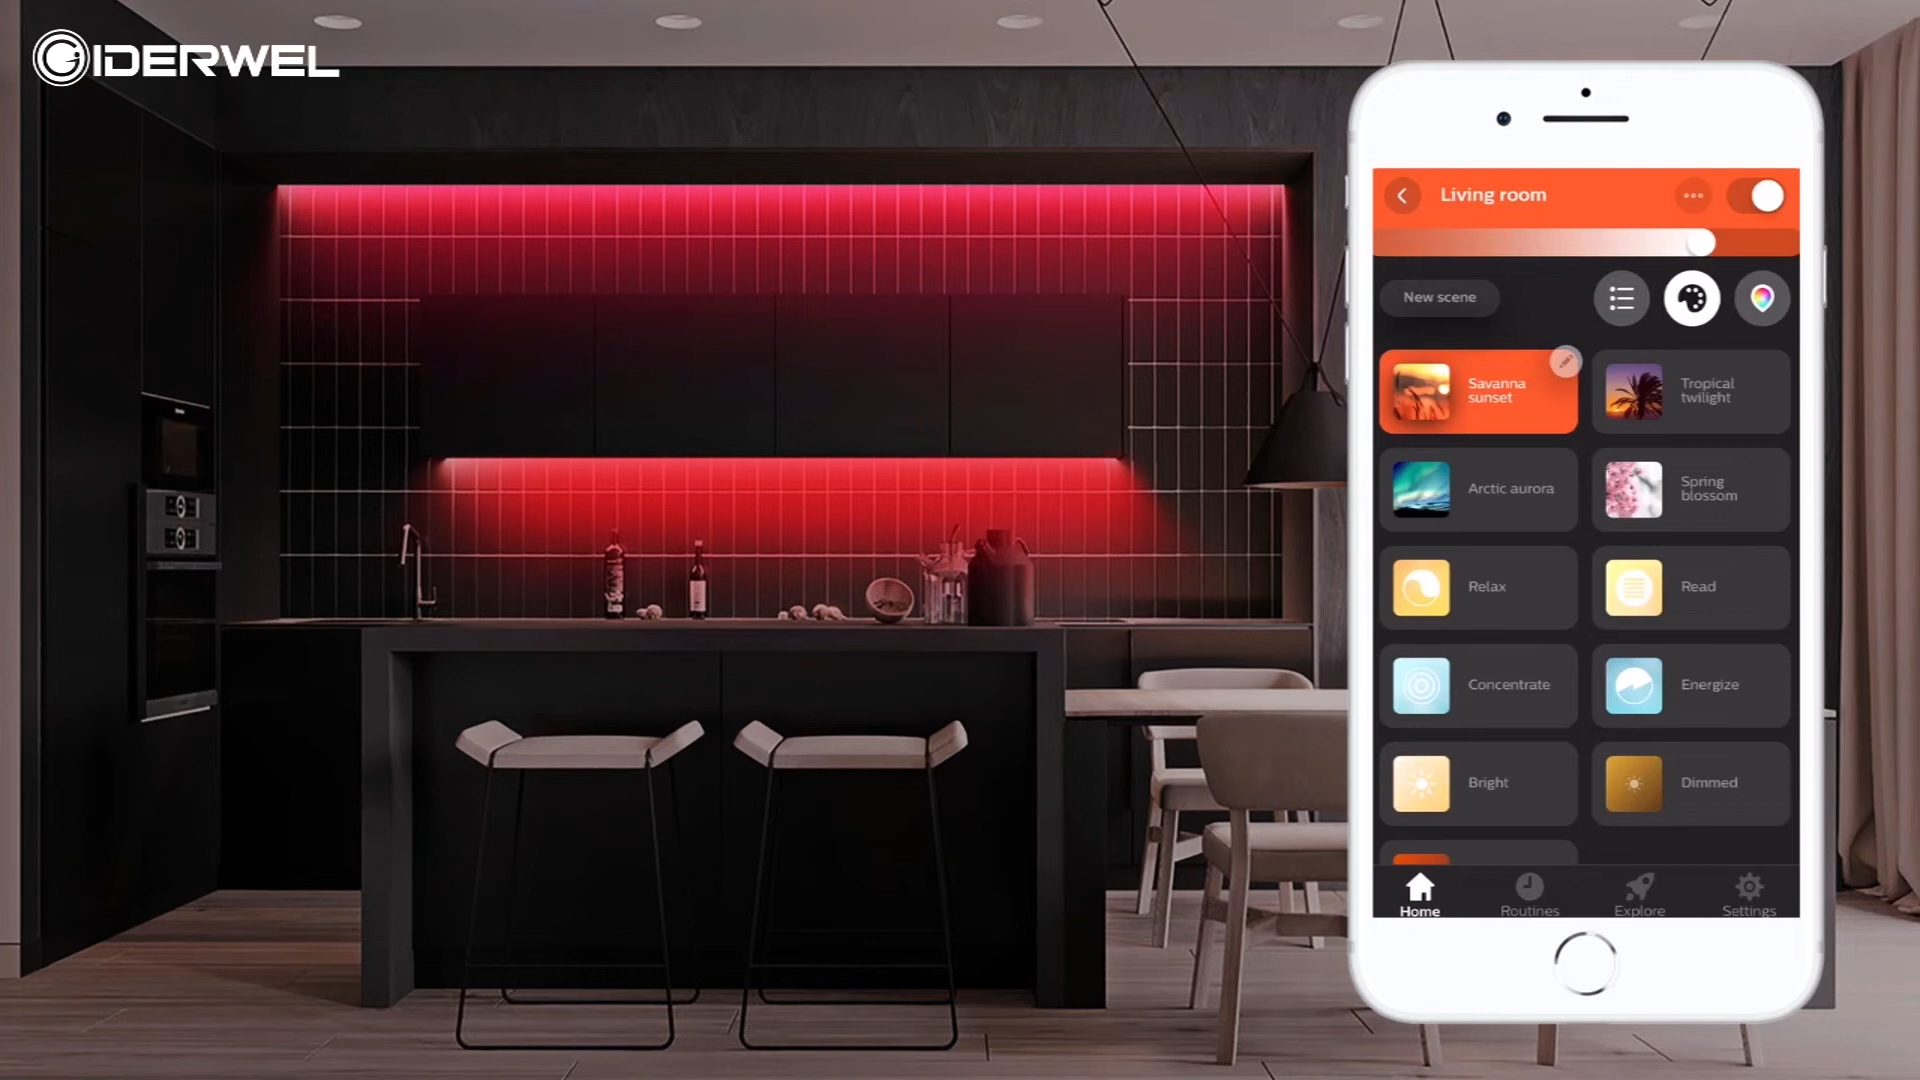 GIDERWEL
Living room
New scene
Savanna
sunset
Tropical
twilight
Arctic aurora
Spring
blossom
Relax
Read
Concentrate
Energize
Bright
Dimmed
Home
Routines
Explore
Settings